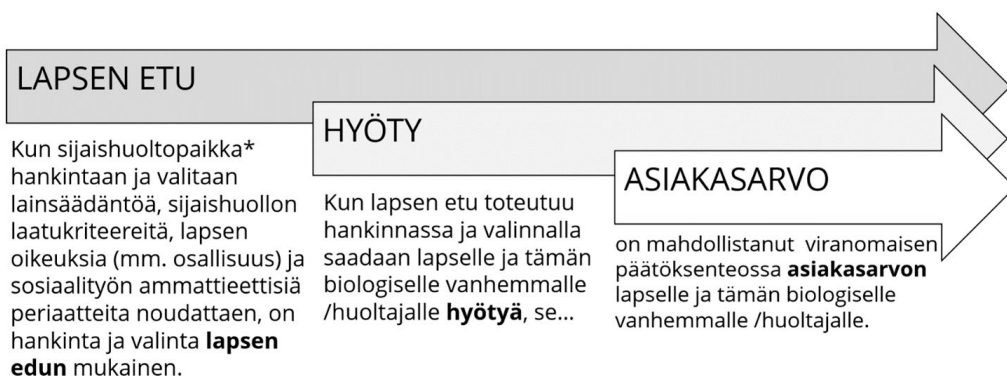 LAPSEN ETU
Kun sijaishuoltopaikka*
hankintaan ja valitaan
lainsäädäntöä, sijaishuollon
laatukriteereitä, lapsen
oikeuksia (mm. osallisuus) ja
sosiaalityön ammattieettisiä
periaatteita noudattaen, on
hankinta ja valinta lapsen
edun mukainen.
HYÖTY
Kun lapsen etu toteutuu
hankinnassa ja valinnalla
saadaan lapselle ja tämän
biologiselle vanhemmalle
/huoltajalle hyötyä, se...
ASIAKASARVO
on mahdollistanut viranomaisen
päätöksenteossa asiakasarvon
lapselle ja tämän biologiselle
vanhemmalle /huoltajalle.